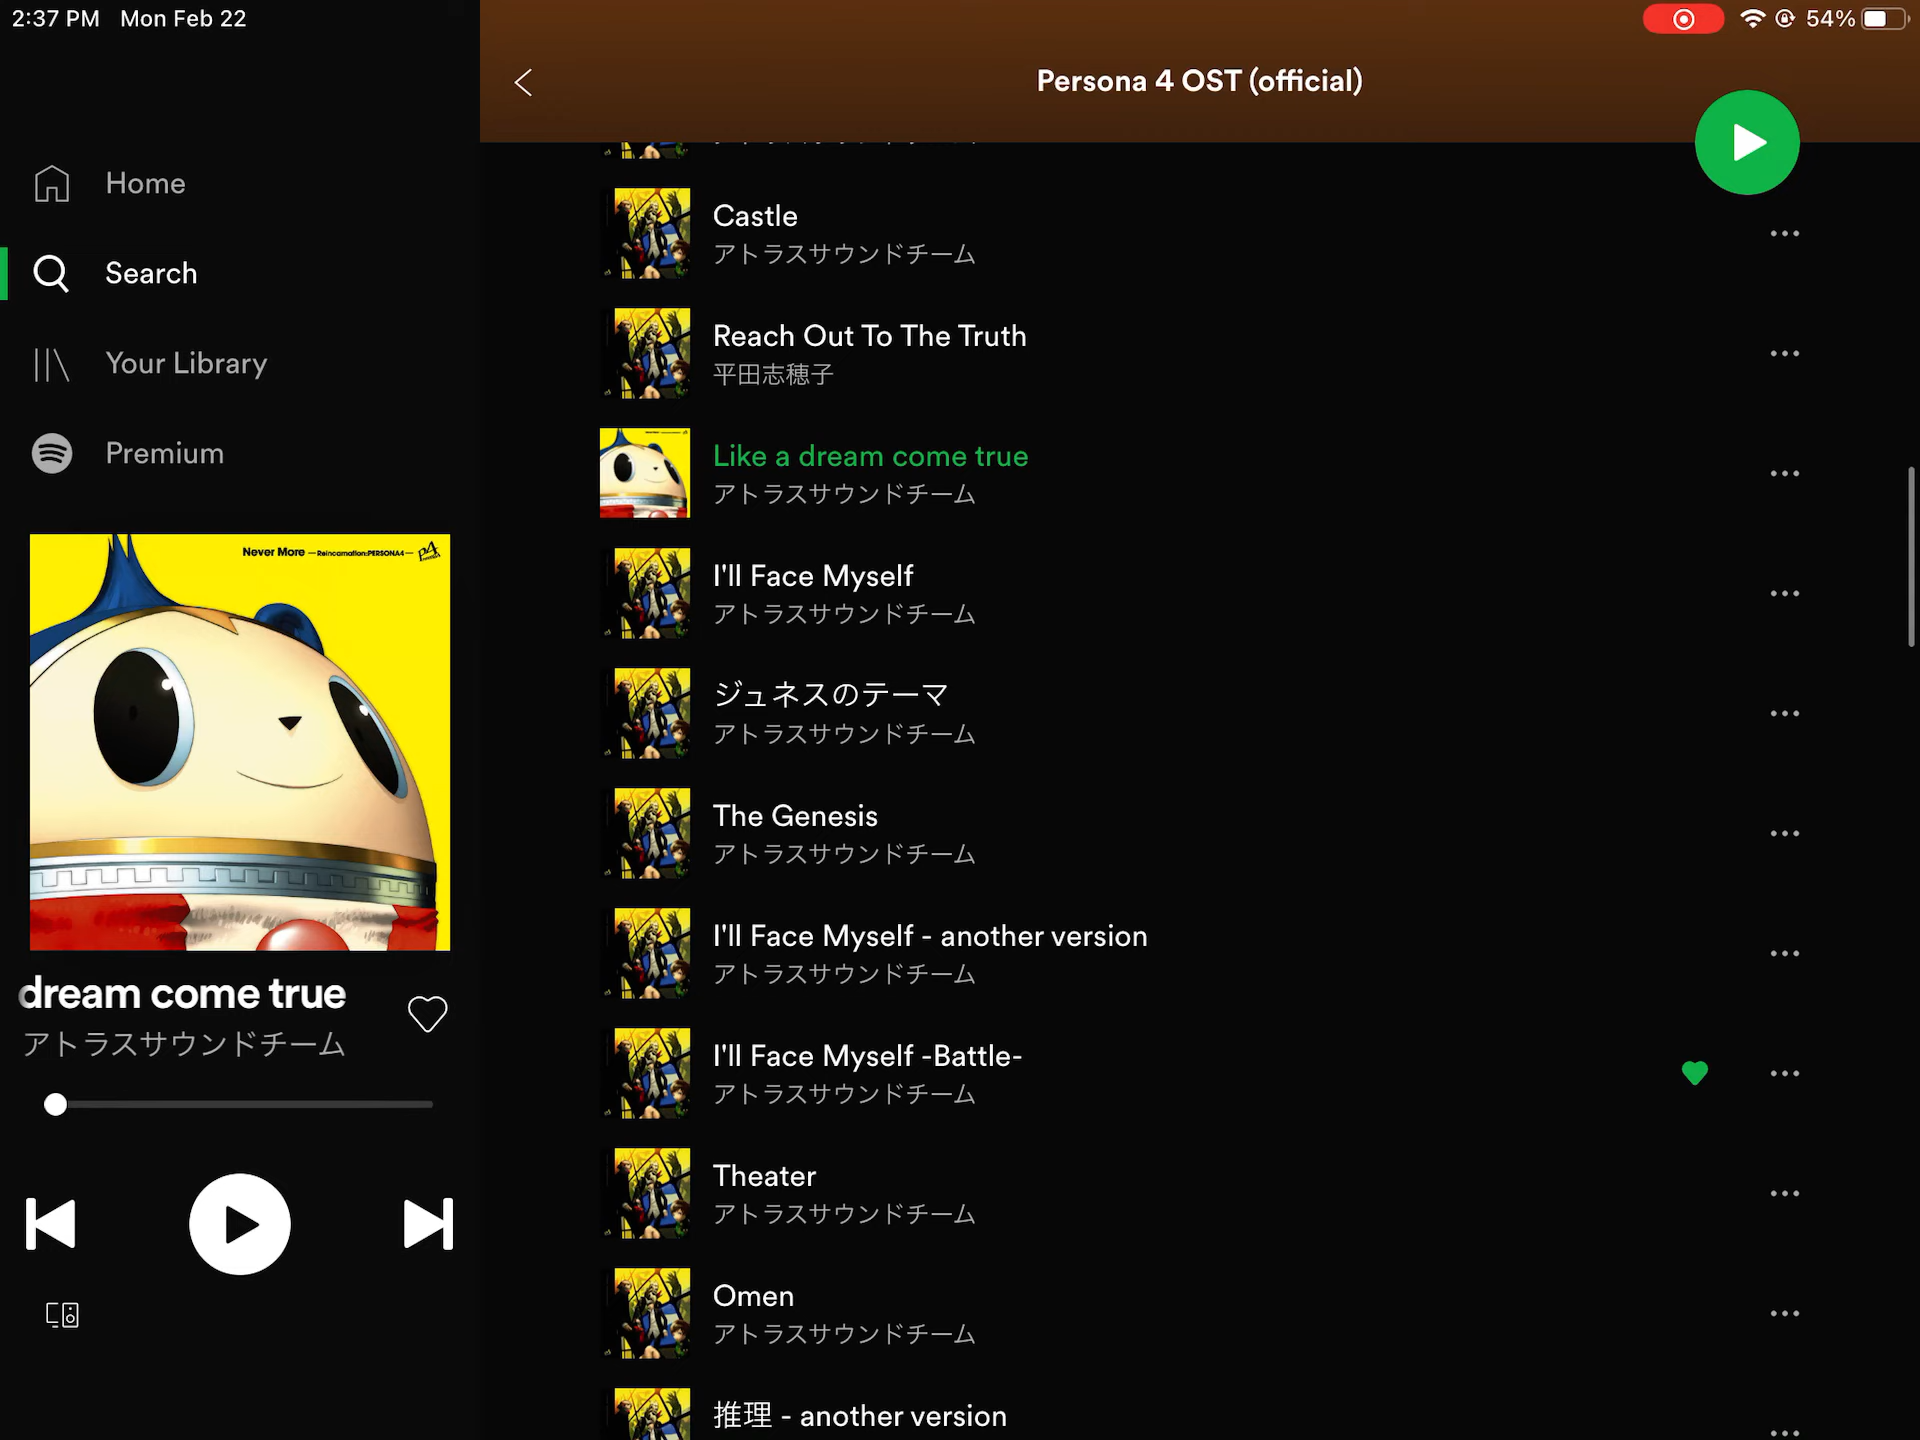 2:37 PM Mon Feb 22
54%
Persona 4 OST (official)
Home
Search
Your Library
Premium
Never More —Reincarnation:PERSONA4— P4
dream come true
アトラスサウンドチーム
Castle
アトラスサウンドチーム
Reach Out To The Truth
平田志穂子
Like a dream come true
アトラスサウンドチーム
I'll Face Myself
アトラスサウンドチーム
ジュネスのテーマ
アトラスサウンドチーム
The Genesis
アトラスサウンドチーム
I'll Face Myself - another version
アトラスサウンドチーム
I'll Face Myself -Battle-
アトラスサウンドチーム
Theater
アトラスサウンドチーム
Omen
アトラスサウンドチーム
推理 - another version